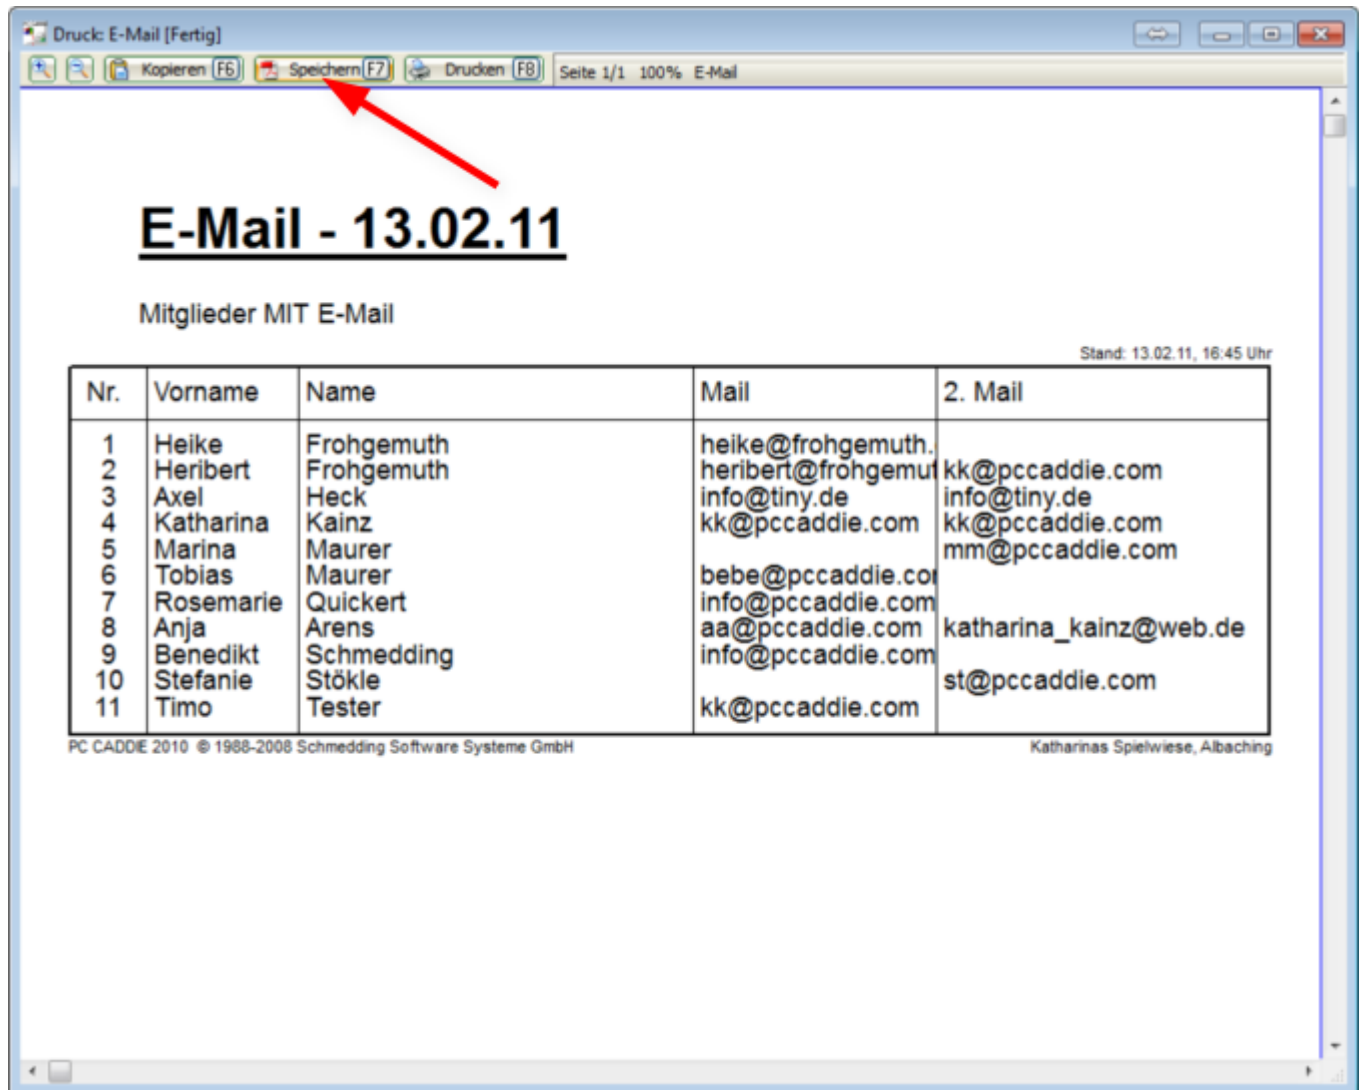 Druck: E-Mail [Fertig]
Kopieren F6 Speichern F7 Drucken F8 Seite 1/1 100% E-Mail
E-Mail - 13.02.11
Mitglieder MIT E-Mail
Stand: 13.02.11, 16:45 Uhr
Nr. Vorname Name Mail 2. Mail
1 Heike Frohgemuth heike@frohgemuth.
2 Heribert Frohgemuth heribert@frohgemut kk@pccaddie.com
3 Axel Heck info@tiny.de info@tiny.de
4 Katharina Kainz kk@pccaddie.com kk@pccaddie.com
5 Marina Maurer mm@pccaddie.com
6 Tobias Maurer bebe@pccaddie.com
7 Rosemarie Quickert info@pccaddie.com
8 Anja Arens aa@pccaddie.com katharina_kainz@web.de
9 Benedikt Schmedding info@pccaddie.com
10 Stefanie Stökle st@pccaddie.com
11 Timo Tester kk@pccaddie.com
PC CADDIE 2010 © 1988-2008 Schmedding Software Systeme GmbH Katharinas Spielwiese, Albaching